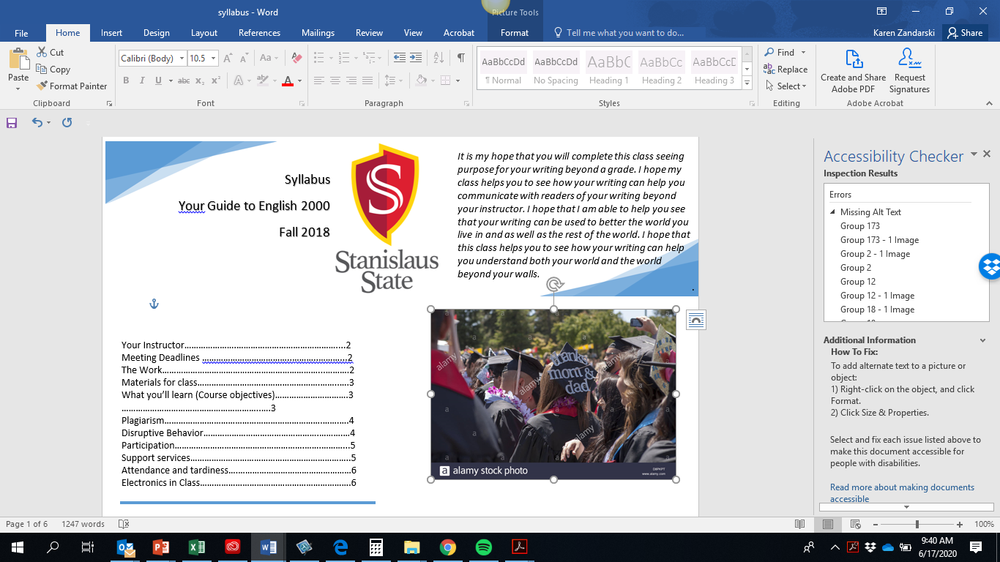 syllabus - Word
Picture Tools
File
Home
Insert
Design
Layout
References
Mailings
Review
View
Acrobat
Format
Tell me what you want to do...
Karen Zandarski
Share
Paste
Cut
Copy
Format Painter
Clipboard
Calibri (Body)
10.5
Font
Paragraph
AaBbCcDd
¶ Normal
AaBbCcDd
No Spacing
AaBbC
Heading 1
AaBbCc
Heading 2
AaBbCcD
Heading 3
Styles
Find
Replace
Select
Editing
Create and Share
Adobe PDF
Request
Signatures
Adobe Acrobat
Syllabus
Your Guide to English 2000
Fall 2018
S
Stanislaus
State
It is my hope that you will complete this class seeing
purpose for your writing beyond a grade. I hope my
class helps you to see how your writing can help you
communicate with readers of your writing beyond
your instructor. I hope that I am able to help you see
that your writing can be used to better the world you
live in and as well as the rest of the world. I hope that
this class helps you to see how your writing can help
you understand both your world and the world
beyond your walls.
.
Your Instructor……………………………………………………………2
Meeting Deadlines ……………………………………………………..2
The Work………………………………………………………………………2
Materials for class…………………………………………………………3
What you’ll learn (Course objectives)………………………….3
……………………………………………………….3
Plagiarism……………………………………………………………………..4
Disruptive Behavior………………………………………………………4
Participation………………………………………………………………….5
Support services…………………………………………………………….5
Attendance and tardiness……………………………………………..6
Electronics in Class………………………………………………………..6
thanks
mom &
dad
alamy
alamy
alamy
a alamy stock photo
D8PKP7
www.alamy.com
Accessibility Checker
Inspection Results
Errors
Missing Alt Text
Group 173
Group 173 - 1 Image
Group 2 - 1 Image
Group 2
Group 12
Group 12 - 1 Image
Group 18 - 1 Image
Additional Information
How To Fix:
To add alternate text to a picture or
object:
1) Right-click on the object, and click
Format.
2) Click Size & Properties.
Select and fix each issue listed above to
make this document accessible for
people with disabilities.
Read more about making documents
accessible
Page 1 of 6
1247 words
100%
9:40 AM
6/17/2020